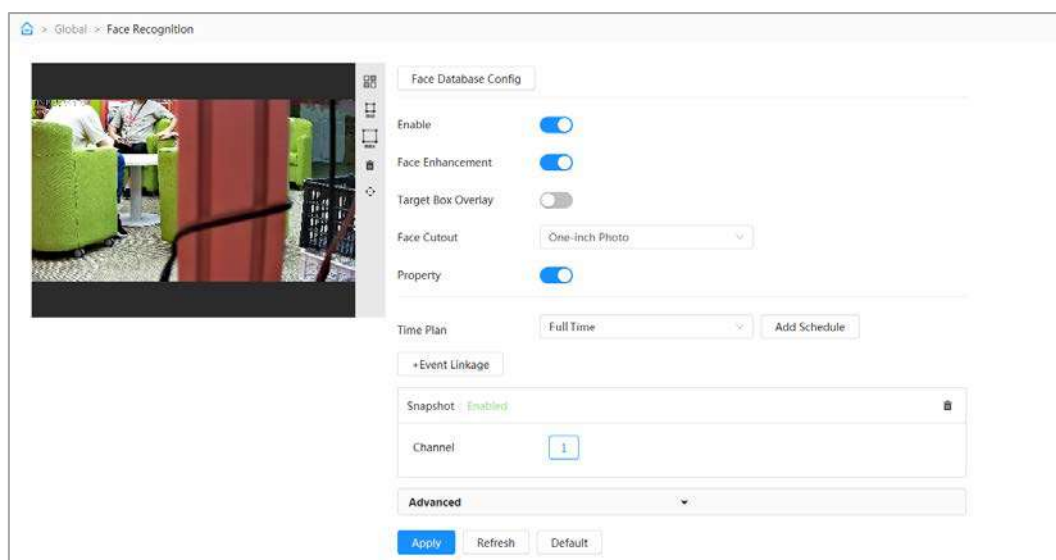 > Global > Face Recognition
Face Database Config
Enable
Face Enhancement
Target Box Overlay
Face Cutout One-inch Photo
Property
Time Plan Full Time Add Schedule
+Event Linkage
Snapshot : Enabled
Channel 1
Advanced
Apply Refresh Default